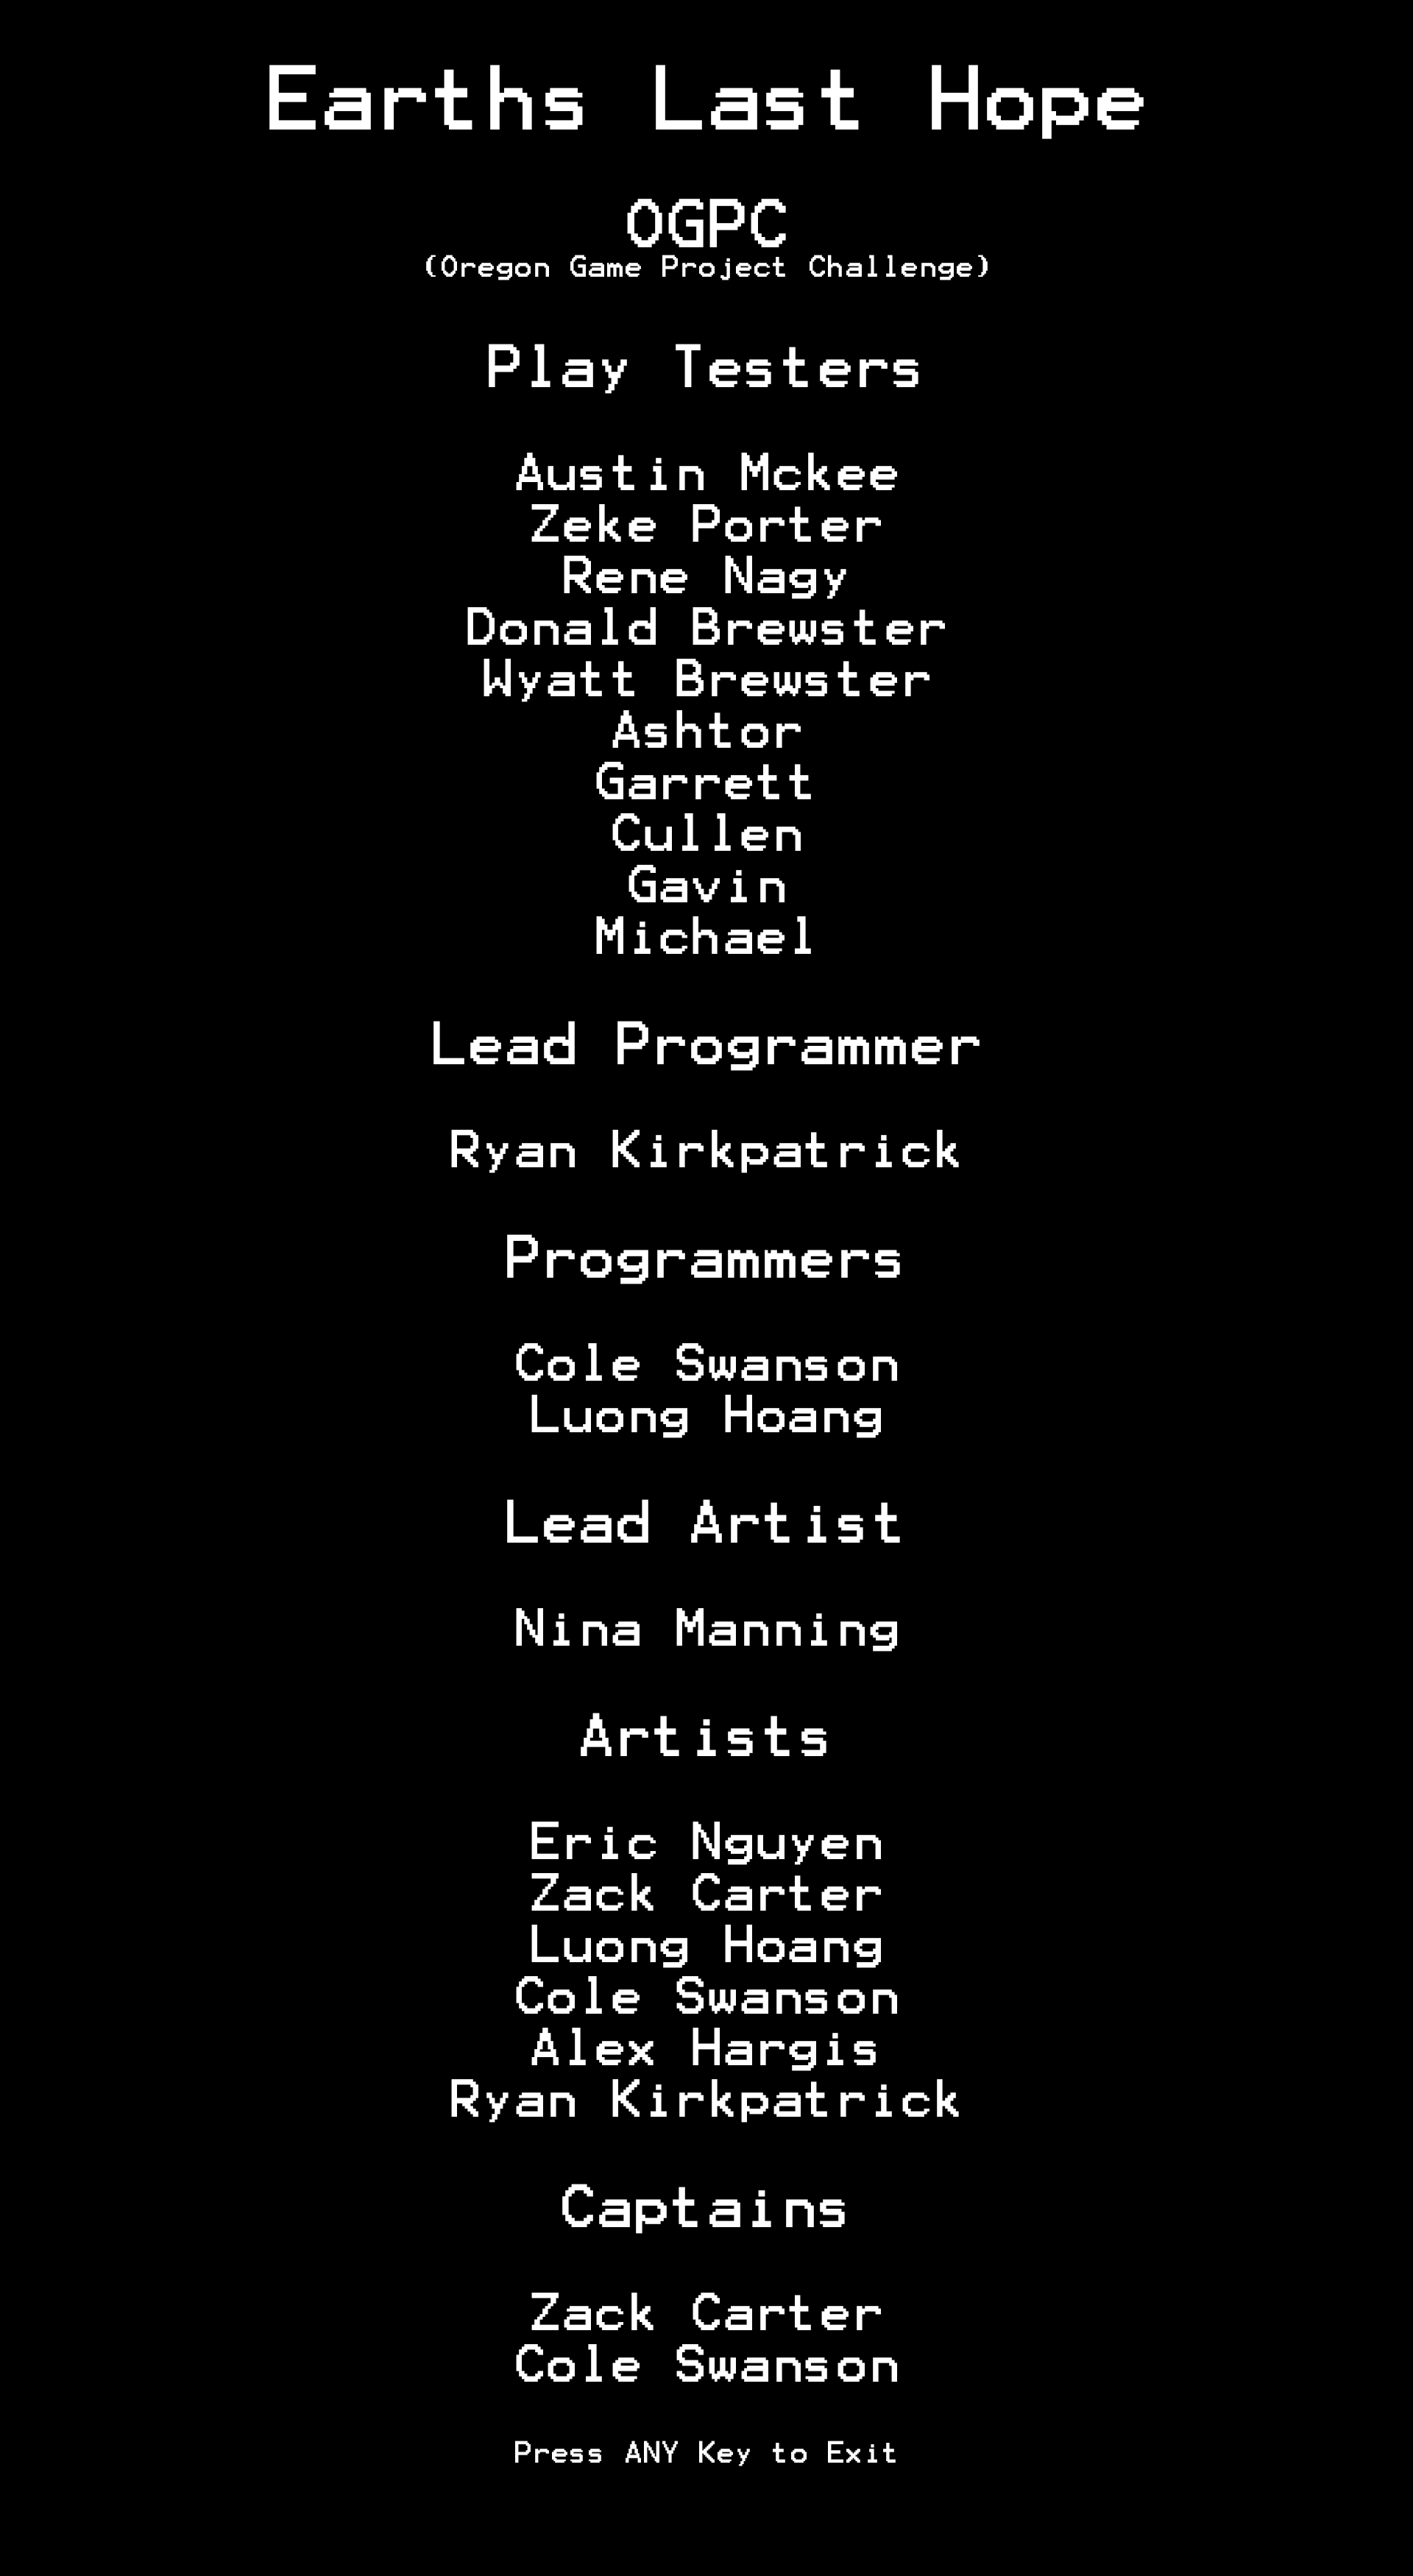 Earths Last Hope
OGPC
(Oregon Game Project Challenge)
Play Testers
Austin Mckee
Zeke Porter
Rene Nagy
Donald Brewster
Wyatt Brewster
Ashtor
Garrett
Cullen
Gavin
Michael
Lead Programmer
Ryan Kirkpatrick
Programmers
Cole Swanson
Luong Hoang
Lead Artist
Nina Manning
Artists
Eric Nguyen
Zack Carter
Luong Hoang
Cole Swanson
Alex Hargis
Ryan Kirkpatrick
Captains
Zack Carter
Cole Swanson
Press ANY Key to Exit